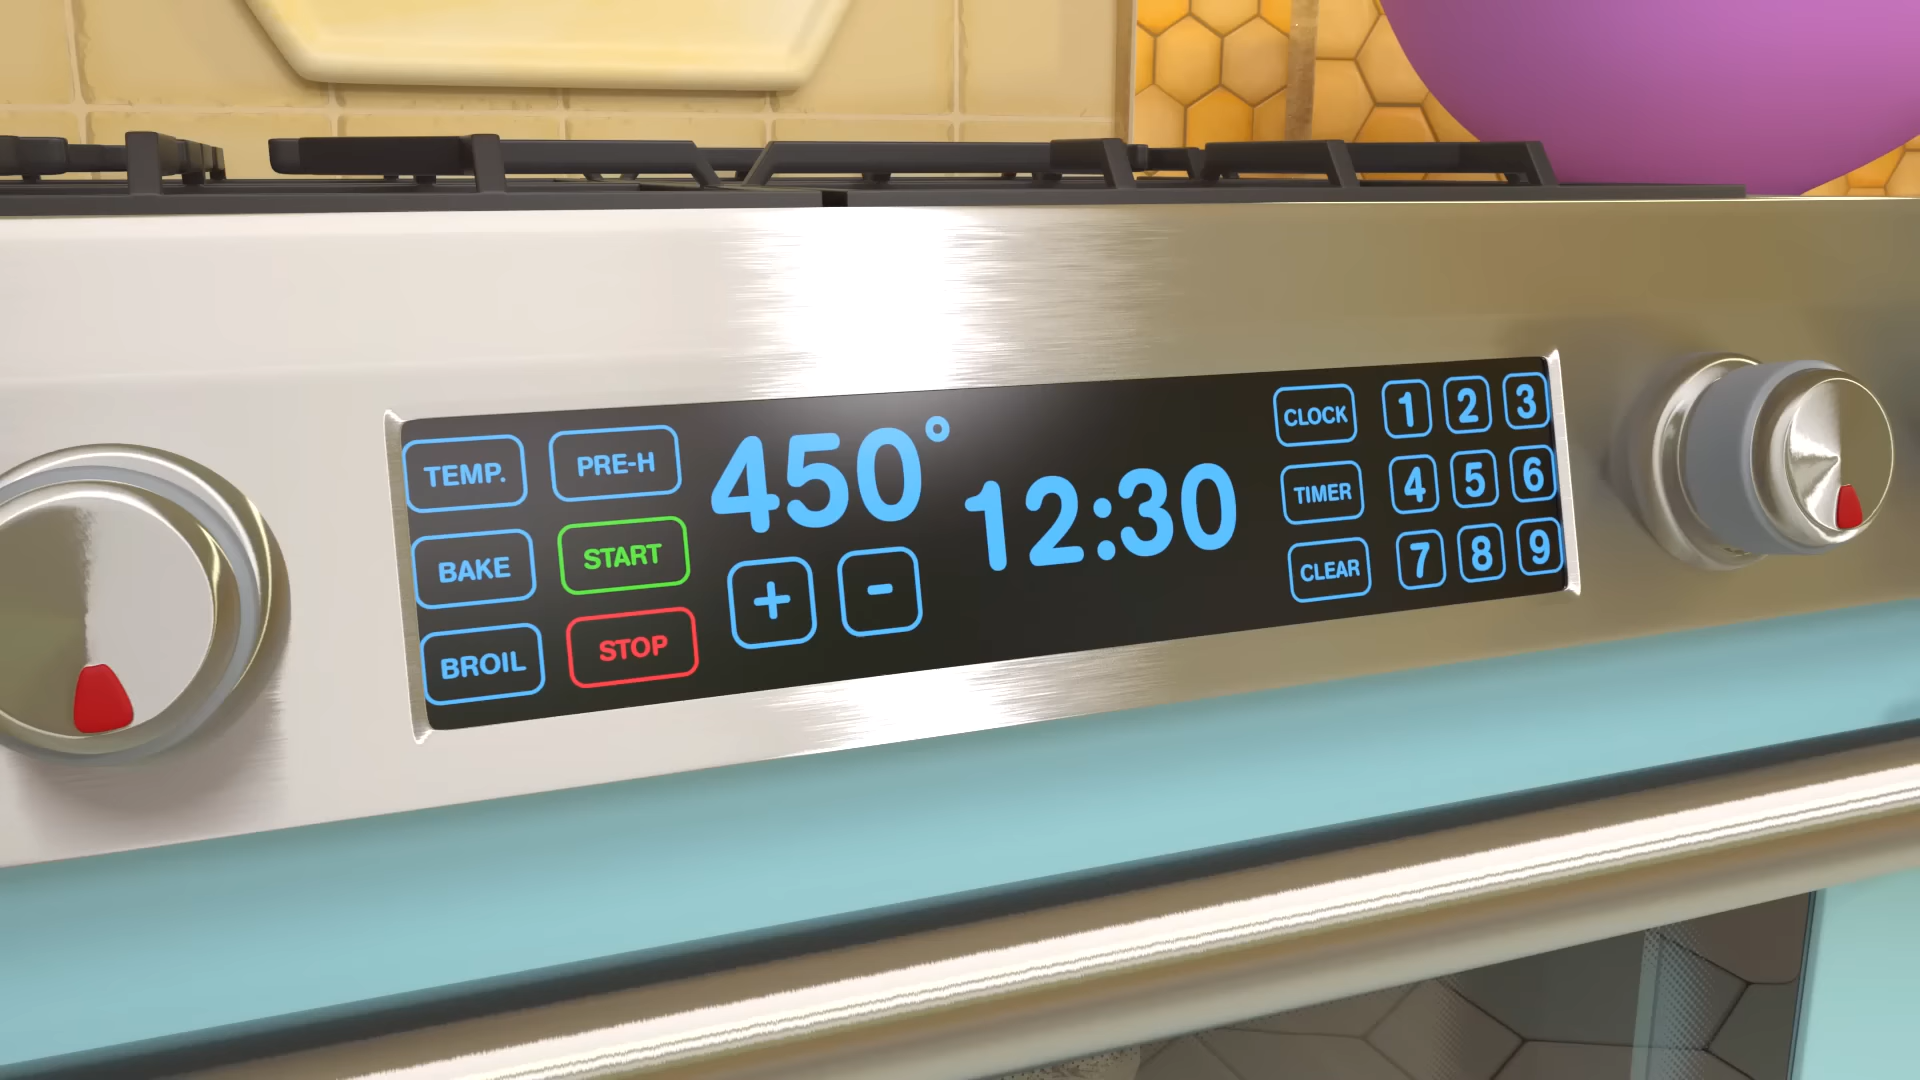 TEMP. PRE-H
BAKE START
BROIL STOP
450°
+ -
12:30
CLOCK 1 2 3
TIMER 4 5 6
CLEAR 7 8 9